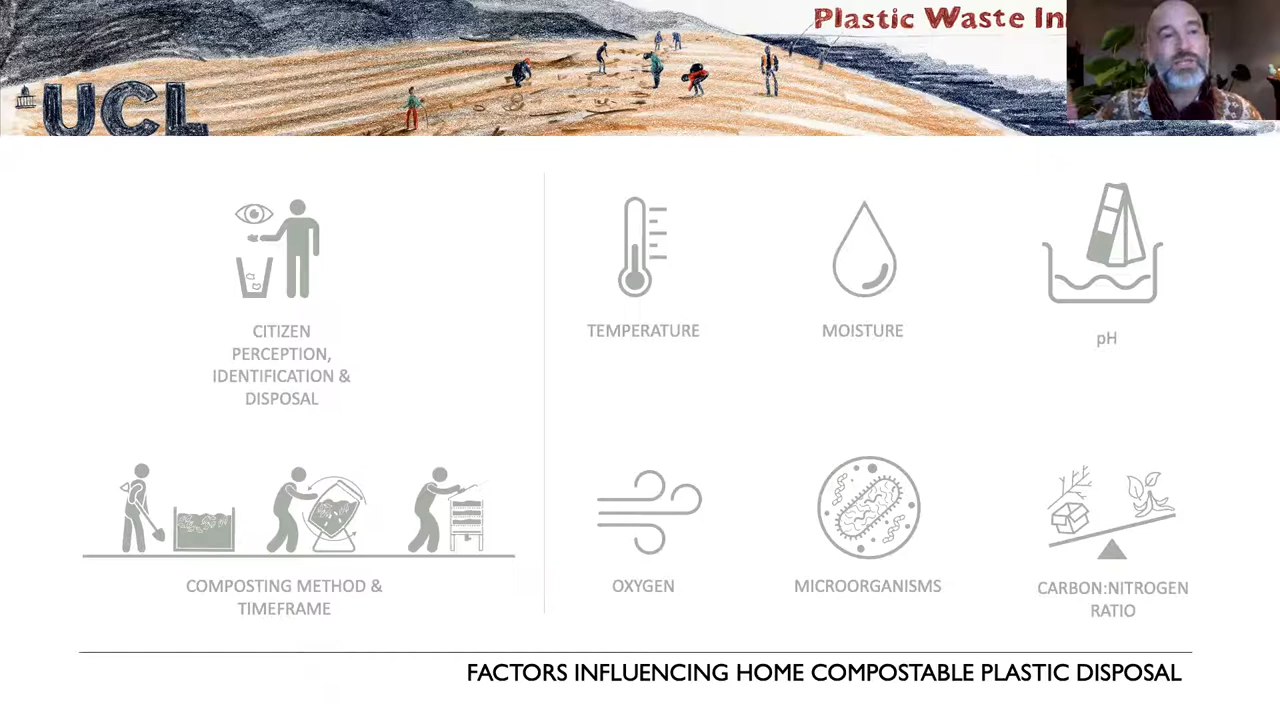 Plastic Waste In
UCL
CITIZEN
PERCEPTION,
IDENTIFICATION &
DISPOSAL
TEMPERATURE
MOISTURE
pH
COMPOSTING METHOD &
TIMEFRAME
OXYGEN
MICROORGANISMS
CARBON:NITROGEN
RATIO
FACTORS INFLUENCING HOME COMPOSTABLE PLASTIC DISPOSAL